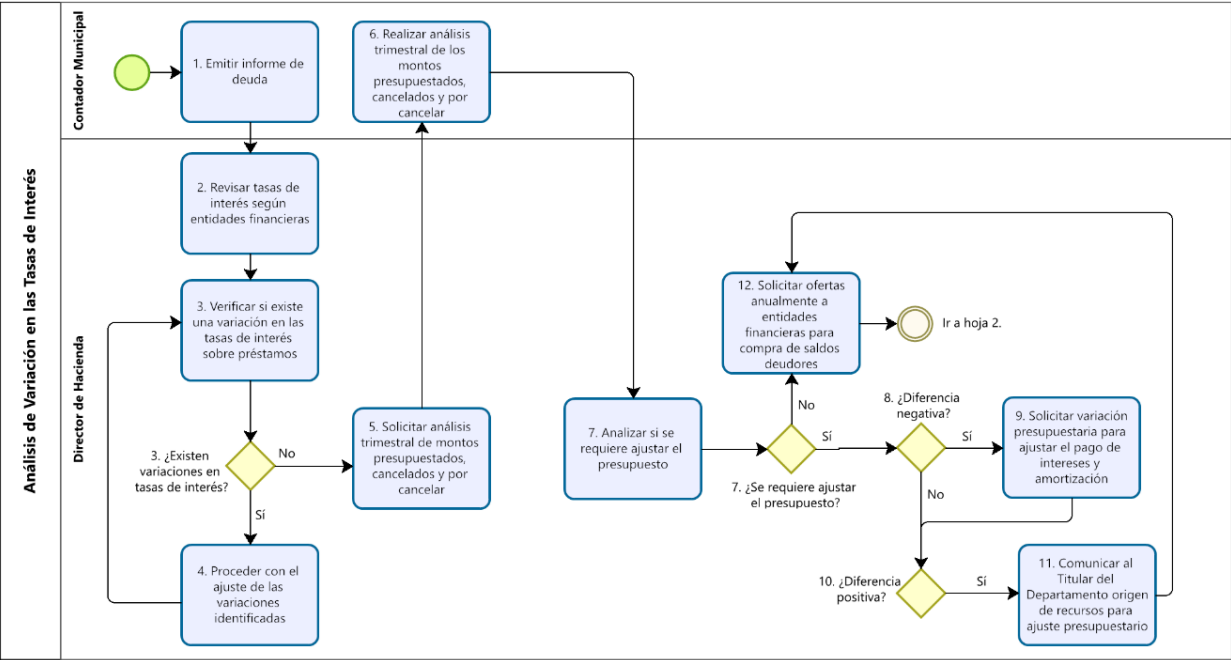 Análisis de Variación en las Tasas de Interés
Contador Municipal
1. Emitir informe de
deuda
6. Realizar análisis
trimestral de los
montos
presupuestados,
cancelados y por
cancelar
Director de Hacienda
2. Revisar tasas de
interés según
entidades financieras
3. Verificar si existe
una variación en las
tasas de interés
sobre préstamos
3. ¿Existen
variaciones en
tasas de interés?
No
Sí
4. Proceder con el
ajuste de las
variaciones
identificadas
5. Solicitar análisis
trimestral de montos
presupuestados,
cancelados y por
cancelar
7. Analizar si se
requiere ajustar el
presupuesto
7. ¿Se requiere ajustar
el presupuesto?
No
Sí
12. Solicitar ofertas
anualmente a
entidades
financieras para
compra de saldos
deudores
Ir a hoja 2.
8. ¿Diferencia
negativa?
Sí
No
9. Solicitar variación
presupuestaria para
ajustar el pago de
intereses y
amortización
10. ¿Diferencia
positiva?
Sí
11. Comunicar al
Titular del
Departamento origen
de recursos para
ajuste presupuestario